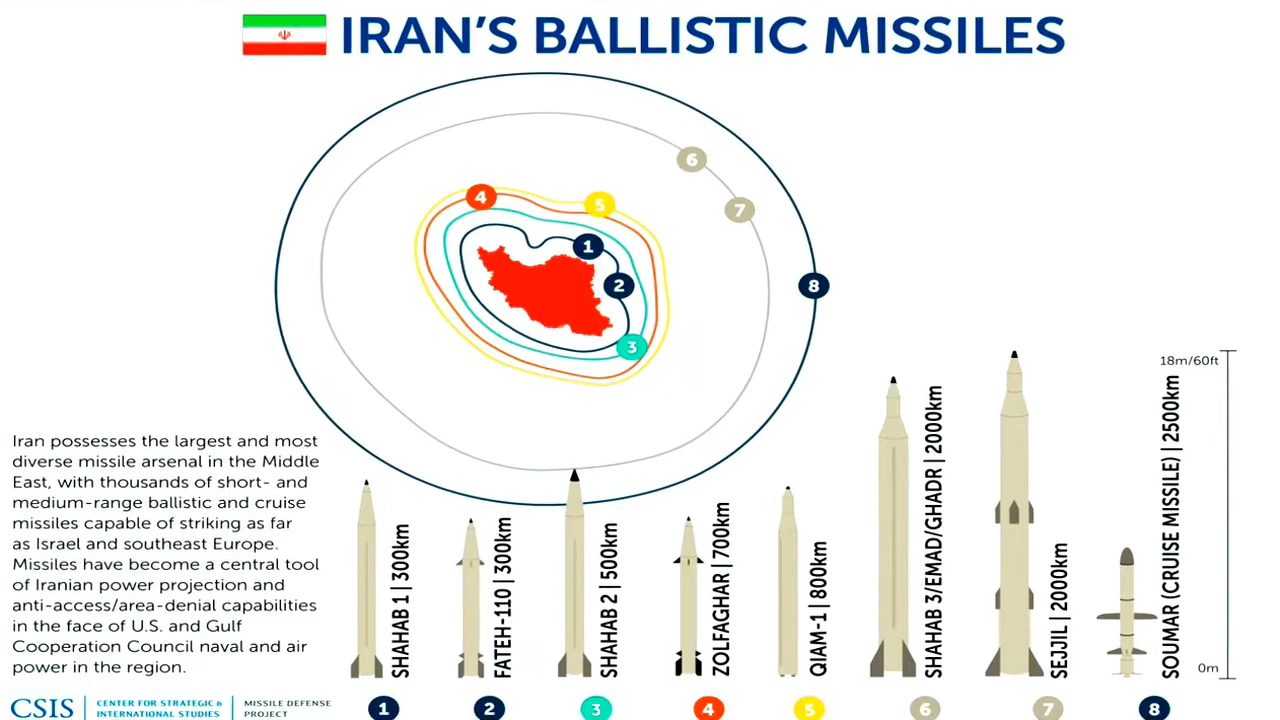 IRAN'S BALLISTIC MISSILES
6
4
5
7
1
2
8
3
18m/60ft
Iran possesses the largest and most
diverse missile arsenal in the Middle
East, with thousands of short- and
medium-range ballistic and cruise
missiles capable of striking as far
as Israel and southeast Europe.
Missiles have become a central tool
of Iranian power projection and
anti-access/area-denial capabilities
in the face of U.S. and Gulf
Cooperation Council naval and air
power in the region.
SHAHAB 1 | 300km
FATEH-110 | 300km
SHAHAB 2 | 500km
ZOLFAGHAR | 700km
QIAM-1 | 800km
SHAHAB 3/EMAD/GHADR | 2000km
SEJJIL | 2000km
SOUMAR (CRUISE MISSILE) | 2500km
0m
CSIS
CENTER FOR STRATEGIC &
INTERNATIONAL STUDIES
MISSILE DEFENSE
PROJECT
1
2
3
4
5
6
7
8